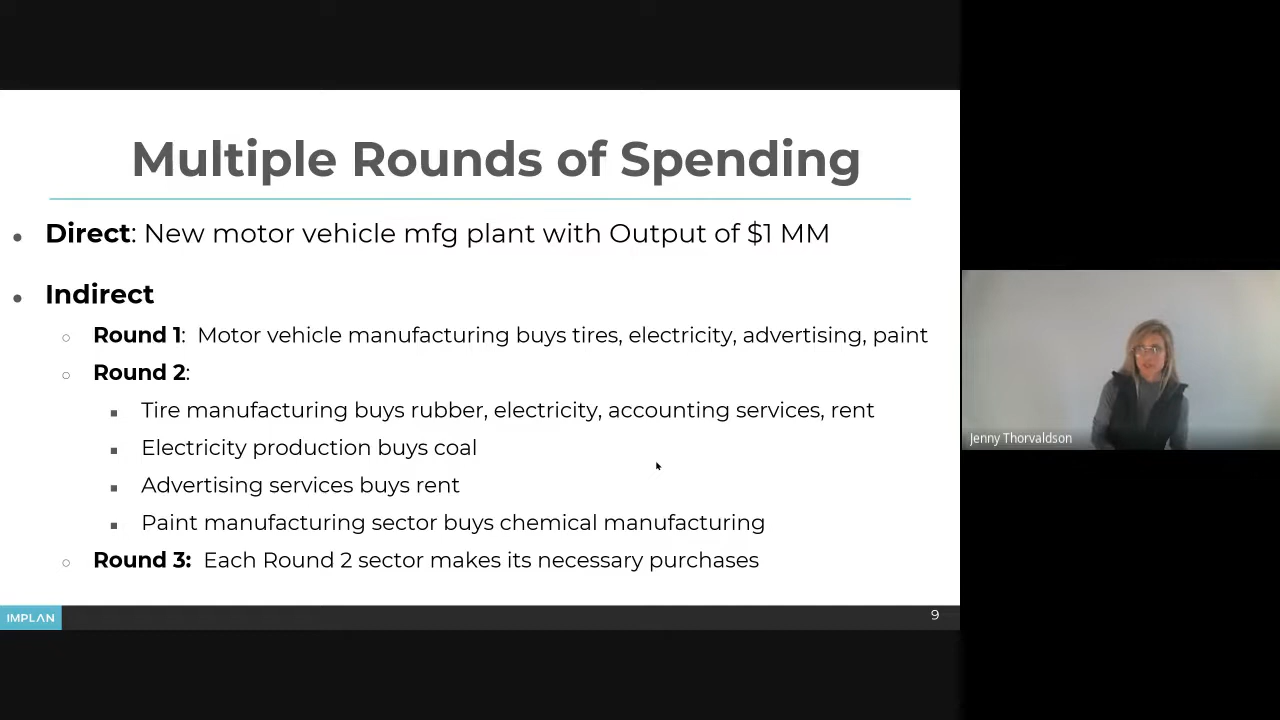 Multiple Rounds of Spending
• Direct: New motor vehicle mfg plant with Output of $1 MM
• Indirect
○ Round 1: Motor vehicle manufacturing buys tires, electricity, advertising, paint
○ Round 2:
▪ Tire manufacturing buys rubber, electricity, accounting services, rent
▪ Electricity production buys coal
▪ Advertising services buys rent
▪ Paint manufacturing sector buys chemical manufacturing
○ Round 3: Each Round 2 sector makes its necessary purchases
IMPLAN
9
Jenny Thorvaldson